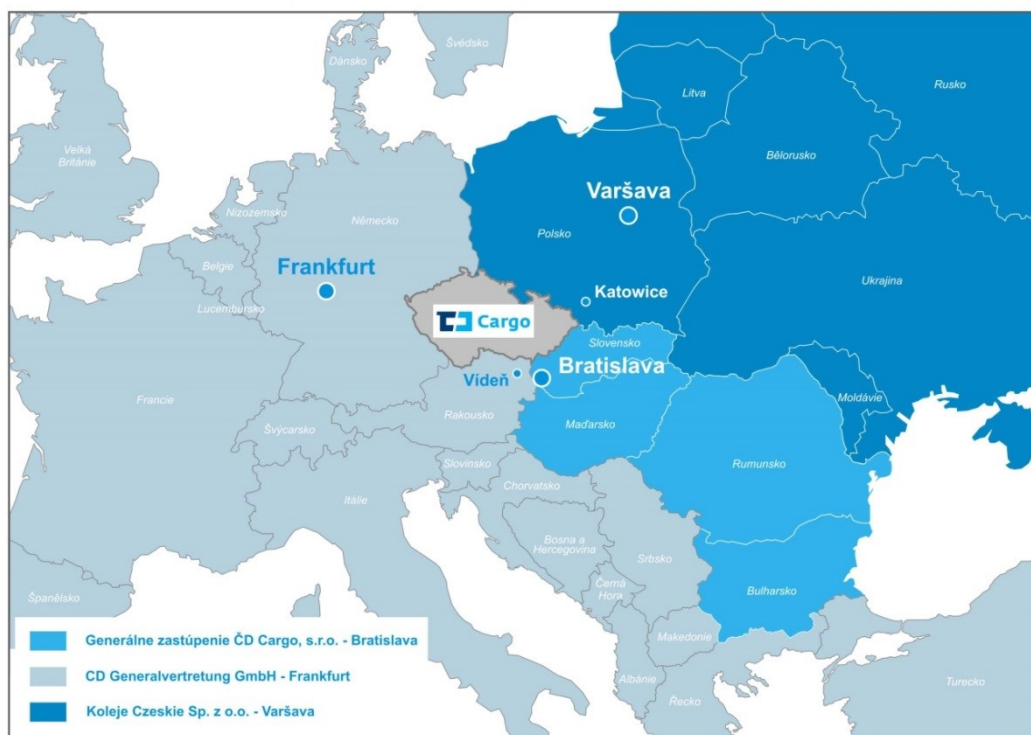 Švédsko
Dánsko
Litva
Rusko
Velká
Británie
Bělorusko
Varšava
Nizozemsko
Německo
Polsko
Belgie
Frankfurt
Ukrajina
Katowice
Lucembursko
Cargo
Slovensko
Bratislava
Vídeň
Francie
Rakousko
Moldávie
Švýcarsko
Maďarsko
Slovinsko
Rumunsko
Chorvatsko
Itálie
Bosna a
Hercegovina
Srbsko
Černá
Hora
Bulharsko
Španělsko
Makedonie
Albánie
Turecko
Řecko
Generálne zastúpenie ČD Cargo, s.r.o. - Bratislava
CD Generalvertretung GmbH - Frankfurt
Koleje Czeskie Sp. z o.o. - Varšava